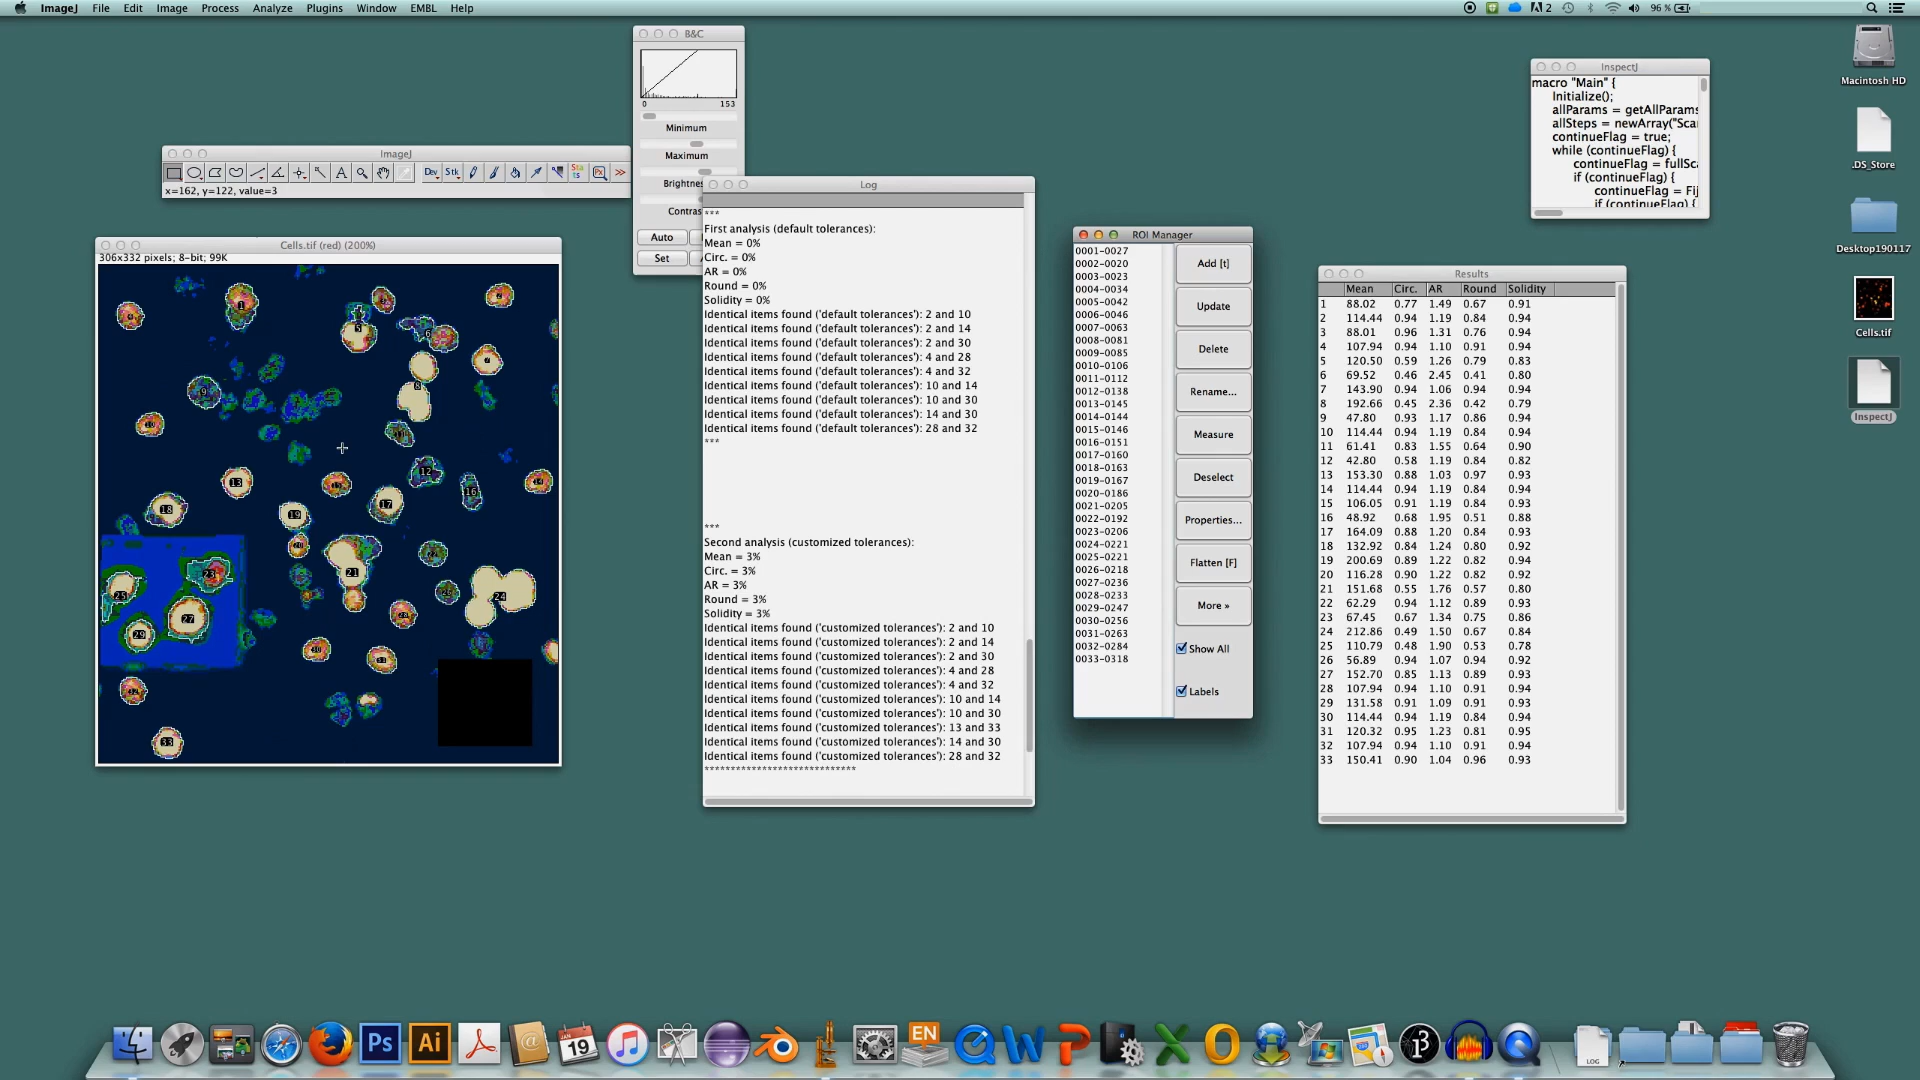 ImageJ File Edit Image Process Analyze Plugins Window EMBL Help
2 96 %
B&C
0 153
Minimum
Maximum
Brightne
Contras
Auto
Set
ImageJ
Dev Stk Sta ts >>
x=162, y=122, value=3
Cells.tif (red) (200%)
306x332 pixels; 8-bit; 99K
1
5
6
8
9
12
13
16
17
18
19
21
23
24
25
27
29
33
Log
***
First analysis (default tolerances):
Mean = 0%
Circ. = 0%
AR = 0%
Round = 0%
Solidity = 0%
Identical items found ('default tolerances'): 2 and 10
Identical items found ('default tolerances'): 2 and 14
Identical items found ('default tolerances'): 2 and 30
Identical items found ('default tolerances'): 4 and 28
Identical items found ('default tolerances'): 4 and 32
Identical items found ('default tolerances'): 10 and 14
Identical items found ('default tolerances'): 10 and 30
Identical items found ('default tolerances'): 14 and 30
Identical items found ('default tolerances'): 28 and 32
***
***
Second analysis (customized tolerances):
Mean = 3%
Circ. = 3%
AR = 3%
Round = 3%
Solidity = 3%
Identical items found ('customized tolerances'): 2 and 10
Identical items found ('customized tolerances'): 2 and 14
Identical items found ('customized tolerances'): 2 and 30
Identical items found ('customized tolerances'): 4 and 28
Identical items found ('customized tolerances'): 4 and 32
Identical items found ('customized tolerances'): 10 and 14
Identical items found ('customized tolerances'): 10 and 30
Identical items found ('customized tolerances'): 13 and 33
Identical items found ('customized tolerances'): 14 and 30
Identical items found ('customized tolerances'): 28 and 32
****************************
ROI Manager
0001-0027
0002-0020
0003-0023
0004-0034
0005-0042
0006-0046
0007-0063
0008-0081
0009-0085
0010-0106
0011-0112
0012-0138
0013-0145
0014-0144
0015-0146
0016-0151
0017-0160
0018-0163
0019-0167
0020-0186
0021-0205
0022-0192
0023-0206
0024-0221
0025-0221
0026-0218
0027-0236
0028-0233
0029-0247
0030-0256
0031-0263
0032-0284
0033-0318
Add [t]
Update
Delete
Rename...
Measure
Deselect
Properties...
Flatten [F]
More »
Show All
Labels
Results
Mean Circ. AR Round Solidity
1 88.02 0.77 1.49 0.67 0.91
2 114.44 0.94 1.19 0.84 0.94
3 88.01 0.96 1.31 0.76 0.94
4 107.94 0.94 1.10 0.91 0.94
5 120.50 0.59 1.26 0.79 0.83
6 69.52 0.46 2.45 0.41 0.80
7 143.90 0.94 1.06 0.94 0.94
8 192.66 0.45 2.36 0.42 0.79
9 47.80 0.93 1.17 0.86 0.94
10 114.44 0.94 1.19 0.84 0.94
11 61.41 0.83 1.55 0.64 0.90
12 42.80 0.58 1.19 0.84 0.82
13 153.30 0.88 1.03 0.97 0.93
14 114.44 0.94 1.19 0.84 0.94
15 106.05 0.91 1.19 0.84 0.93
16 48.92 0.68 1.95 0.51 0.88
17 164.09 0.88 1.20 0.84 0.93
18 132.92 0.84 1.24 0.80 0.92
19 200.69 0.89 1.22 0.82 0.94
20 116.28 0.90 1.22 0.82 0.92
21 151.68 0.55 1.76 0.57 0.80
22 62.29 0.94 1.12 0.89 0.93
23 67.45 0.67 1.34 0.75 0.86
24 212.86 0.49 1.50 0.67 0.84
25 110.79 0.48 1.90 0.53 0.78
26 56.89 0.94 1.07 0.94 0.92
27 152.70 0.85 1.13 0.89 0.93
28 107.94 0.94 1.10 0.91 0.94
29 131.58 0.91 1.09 0.91 0.93
30 114.44 0.94 1.19 0.84 0.94
31 120.32 0.95 1.23 0.81 0.95
32 107.94 0.94 1.10 0.91 0.94
33 150.41 0.90 1.04 0.96 0.93
InspectJ
macro "Main" {
Initialize();
allParams = getAllParams
allSteps = newArray("Sca
continueFlag = true;
while (continueFlag) {
continueFlag = fullSca
if (continueFlag) {
continueFlag = Fij
if (continueFlag) {
Macintosh HD
.DS_Store
Desktop190117
Cells.tif
InspectJ
Ps
Ai
JAN 19
EN
LOG